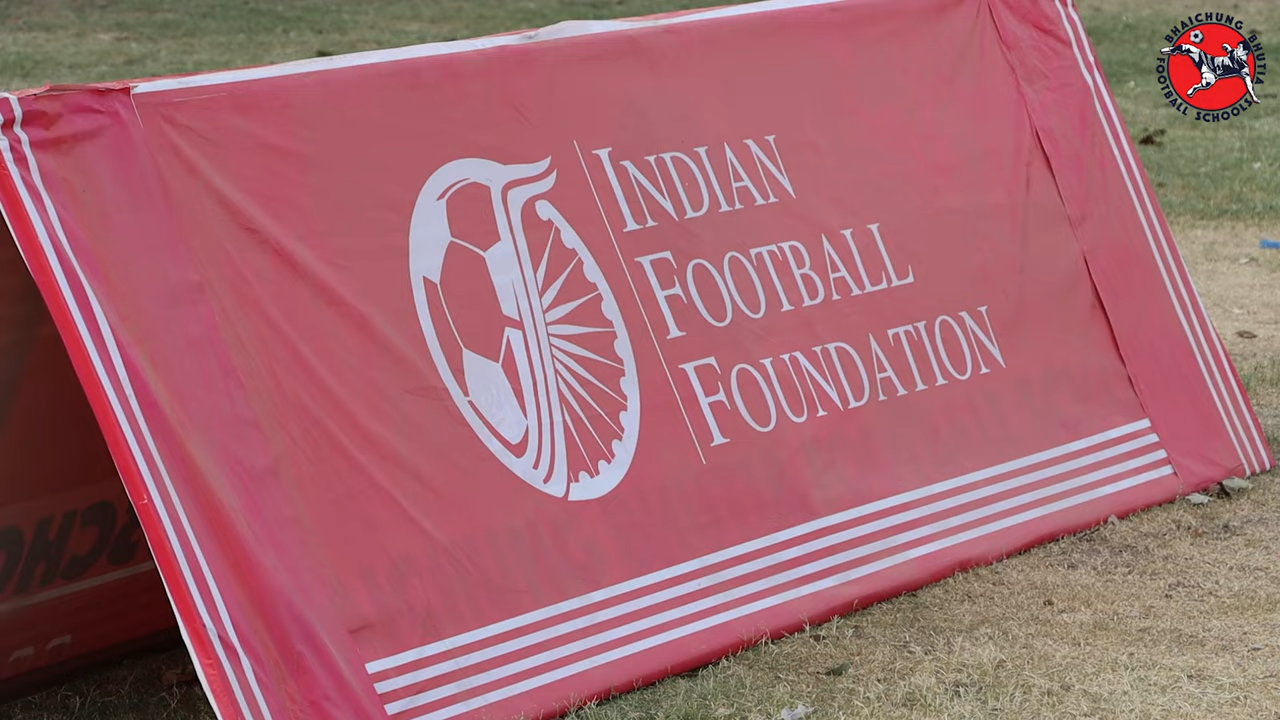 INDIAN
FOOTBALL
FOUNDATION
BHAICHUNG BHUTIA
FOOTBALL SCHOOLS